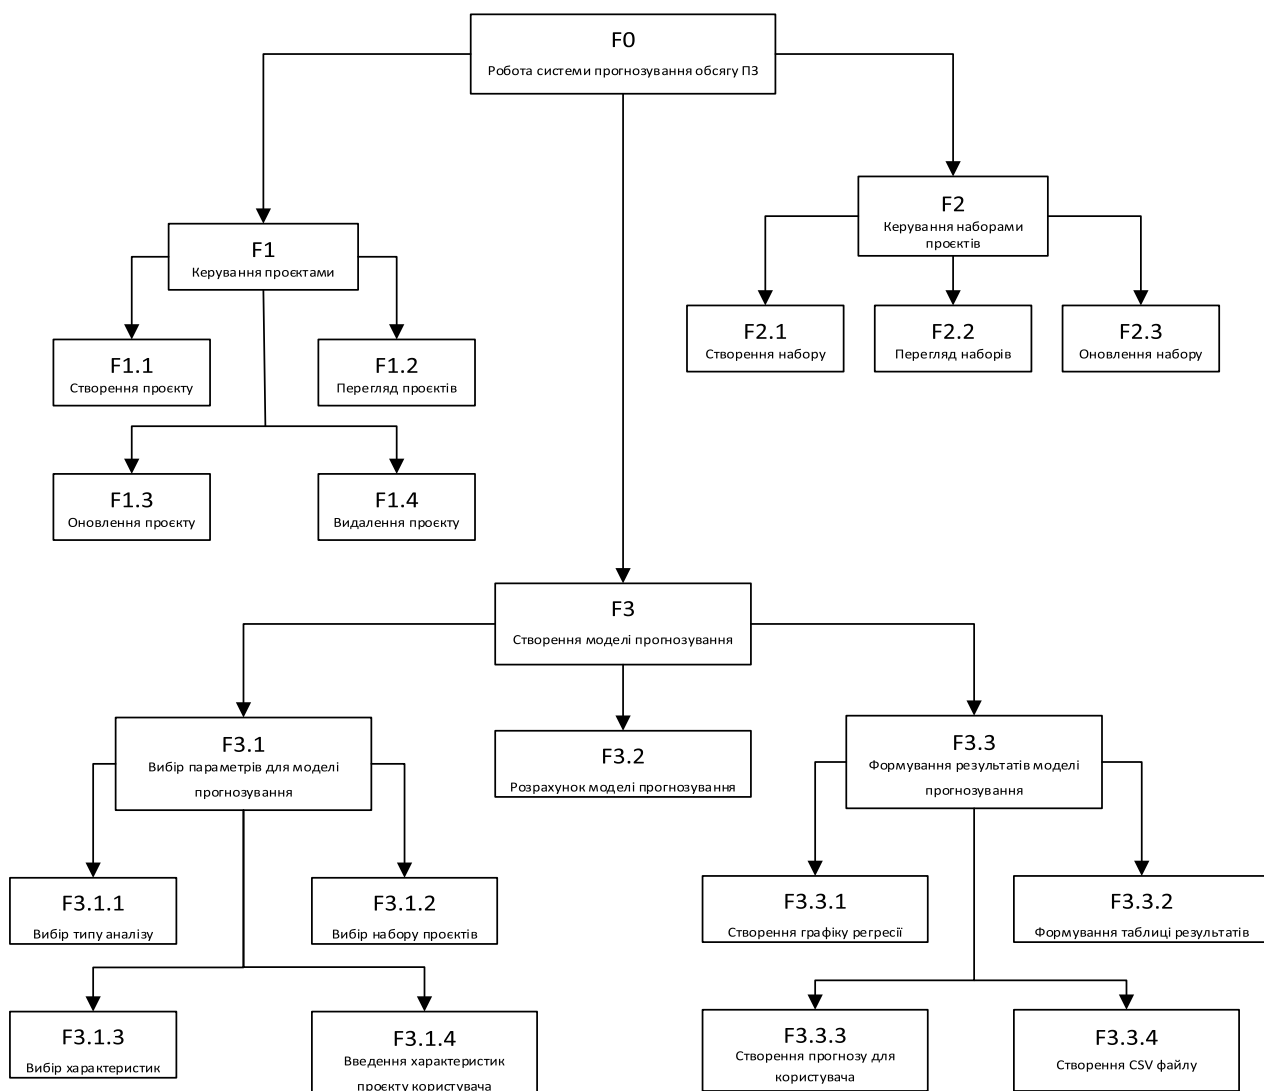 F0
Робота системи прогнозування обсягу ПЗ
F2
Керування наборами
проєктів
F1
Керування проєктами
F2.1
Створення набору
F2.2
Перегляд наборів
F2.3
Оновлення набору
F1.1
Створення проєкту
F1.2
Перегляд проєктів
F1.3
Оновлення проєкту
F1.4
Видалення проєкту
F3
Створення моделі прогнозування
F3.1
Вибір параметрів для моделі
прогнозування
F3.2
Розрахунок моделі прогнозування
F3.3
Формування результатів моделі
прогнозування
F3.1.1
Вибір типу аналізу
F3.1.2
Вибір набору проєктів
F3.3.1
Створення графіку регресії
F3.3.2
Формування таблиці результатів
F3.1.3
Вибір характеристик
F3.1.4
Введення характеристик
проєкту користувача
F3.3.3
Створення прогнозу для
користувача
F3.3.4
Створення CSV файлу